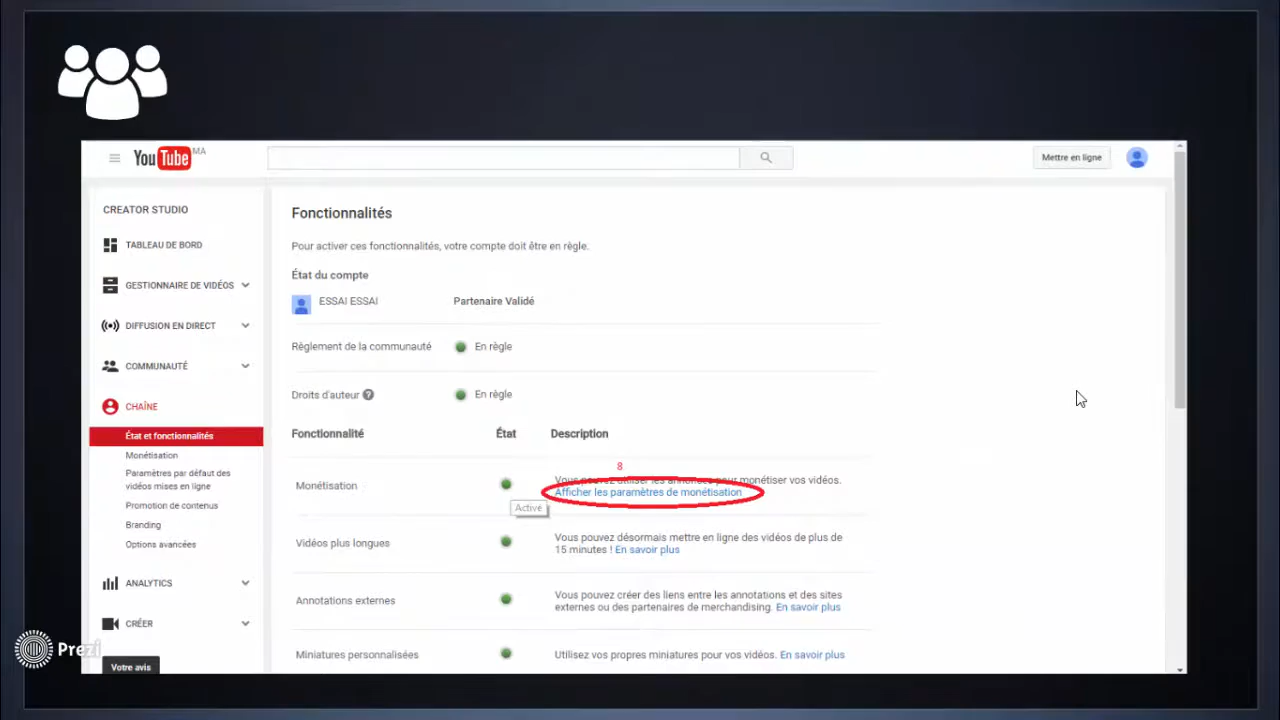 YouTube MA
Mettre en ligne
CREATOR STUDIO
TABLEAU DE BORD
GESTIONNAIRE DE VIDÉOS
DIFFUSION EN DIRECT
COMMUNAUTÉ
CHAÎNE
État et fonctionnalités
Monétisation
Paramètres par défaut des
vidéos mises en ligne
Promotion de contenus
Branding
Options avancées
ANALYTICS
CRÉER
Votre avis
Fonctionnalités
Pour activer ces fonctionnalités, votre compte doit être en règle.
État du compte
ESSAI ESSAI Partenaire Validé
Règlement de la communauté En règle
Droits d'auteur ? En règle
Fonctionnalité État Description
8
Monétisation
Vous pouvez utiliser les annonces pour monétiser vos vidéos.
Afficher les paramètres de monétisation
Activé
Vidéos plus longues
Vous pouvez désormais mettre en ligne des vidéos de plus de
15 minutes ! En savoir plus
Annotations externes
Vous pouvez créer des liens entre les annotations et des sites
externes ou des partenaires de merchandising. En savoir plus
Miniatures personnalisées
Utilisez vos propres miniatures pour vos vidéos. En savoir plus
Prezi